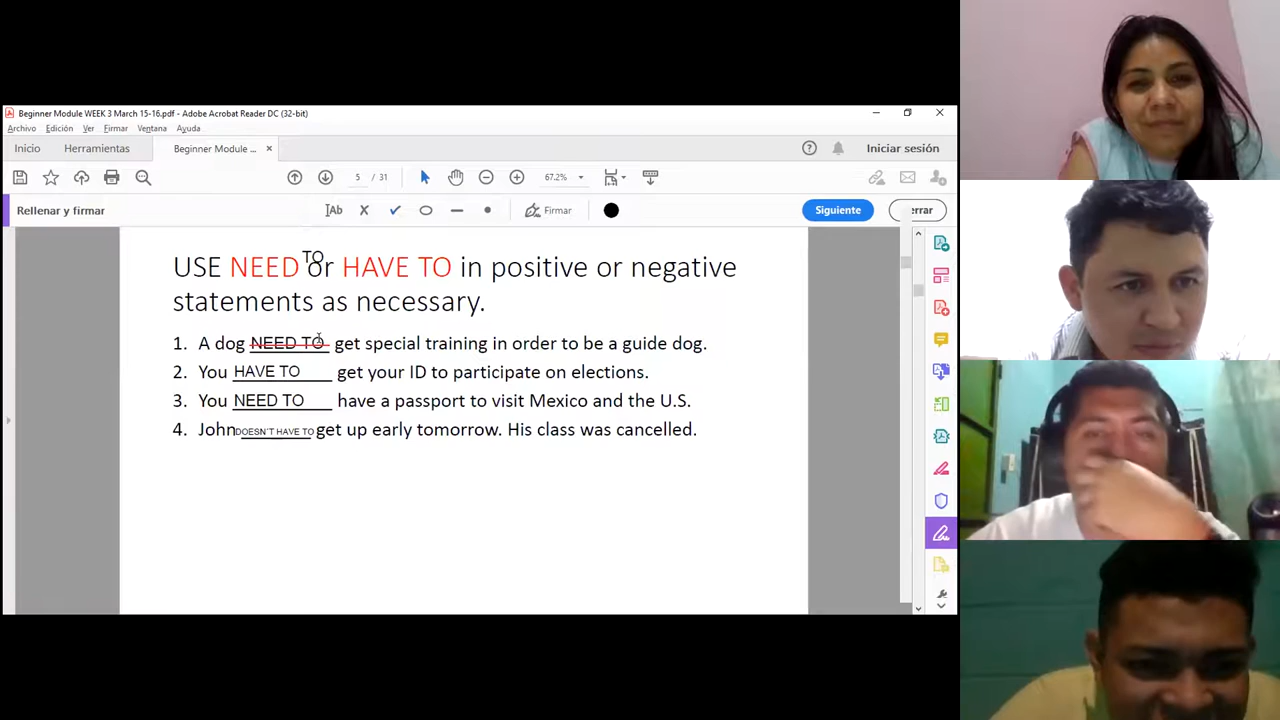 Beginner Module WEEK 3 March 15-16.pdf - Adobe Acrobat Reader DC (32-bit)
Archivo Edición Ver Firmar Ventana Ayuda
Inicio Herramientas Beginner Module ... × Iniciar sesión
5 / 31 67.2%
Rellenar y firmar Ab Firmar Siguiente errar
USE NEED TO or HAVE TO in positive or negative
statements as necessary.
1. A dog NEED TO get special training in order to be a guide dog.
2. You HAVE TO get your ID to participate on elections.
3. You NEED TO have a passport to visit Mexico and the U.S.
4. John DOESN'T HAVE TO get up early tomorrow. His class was cancelled.